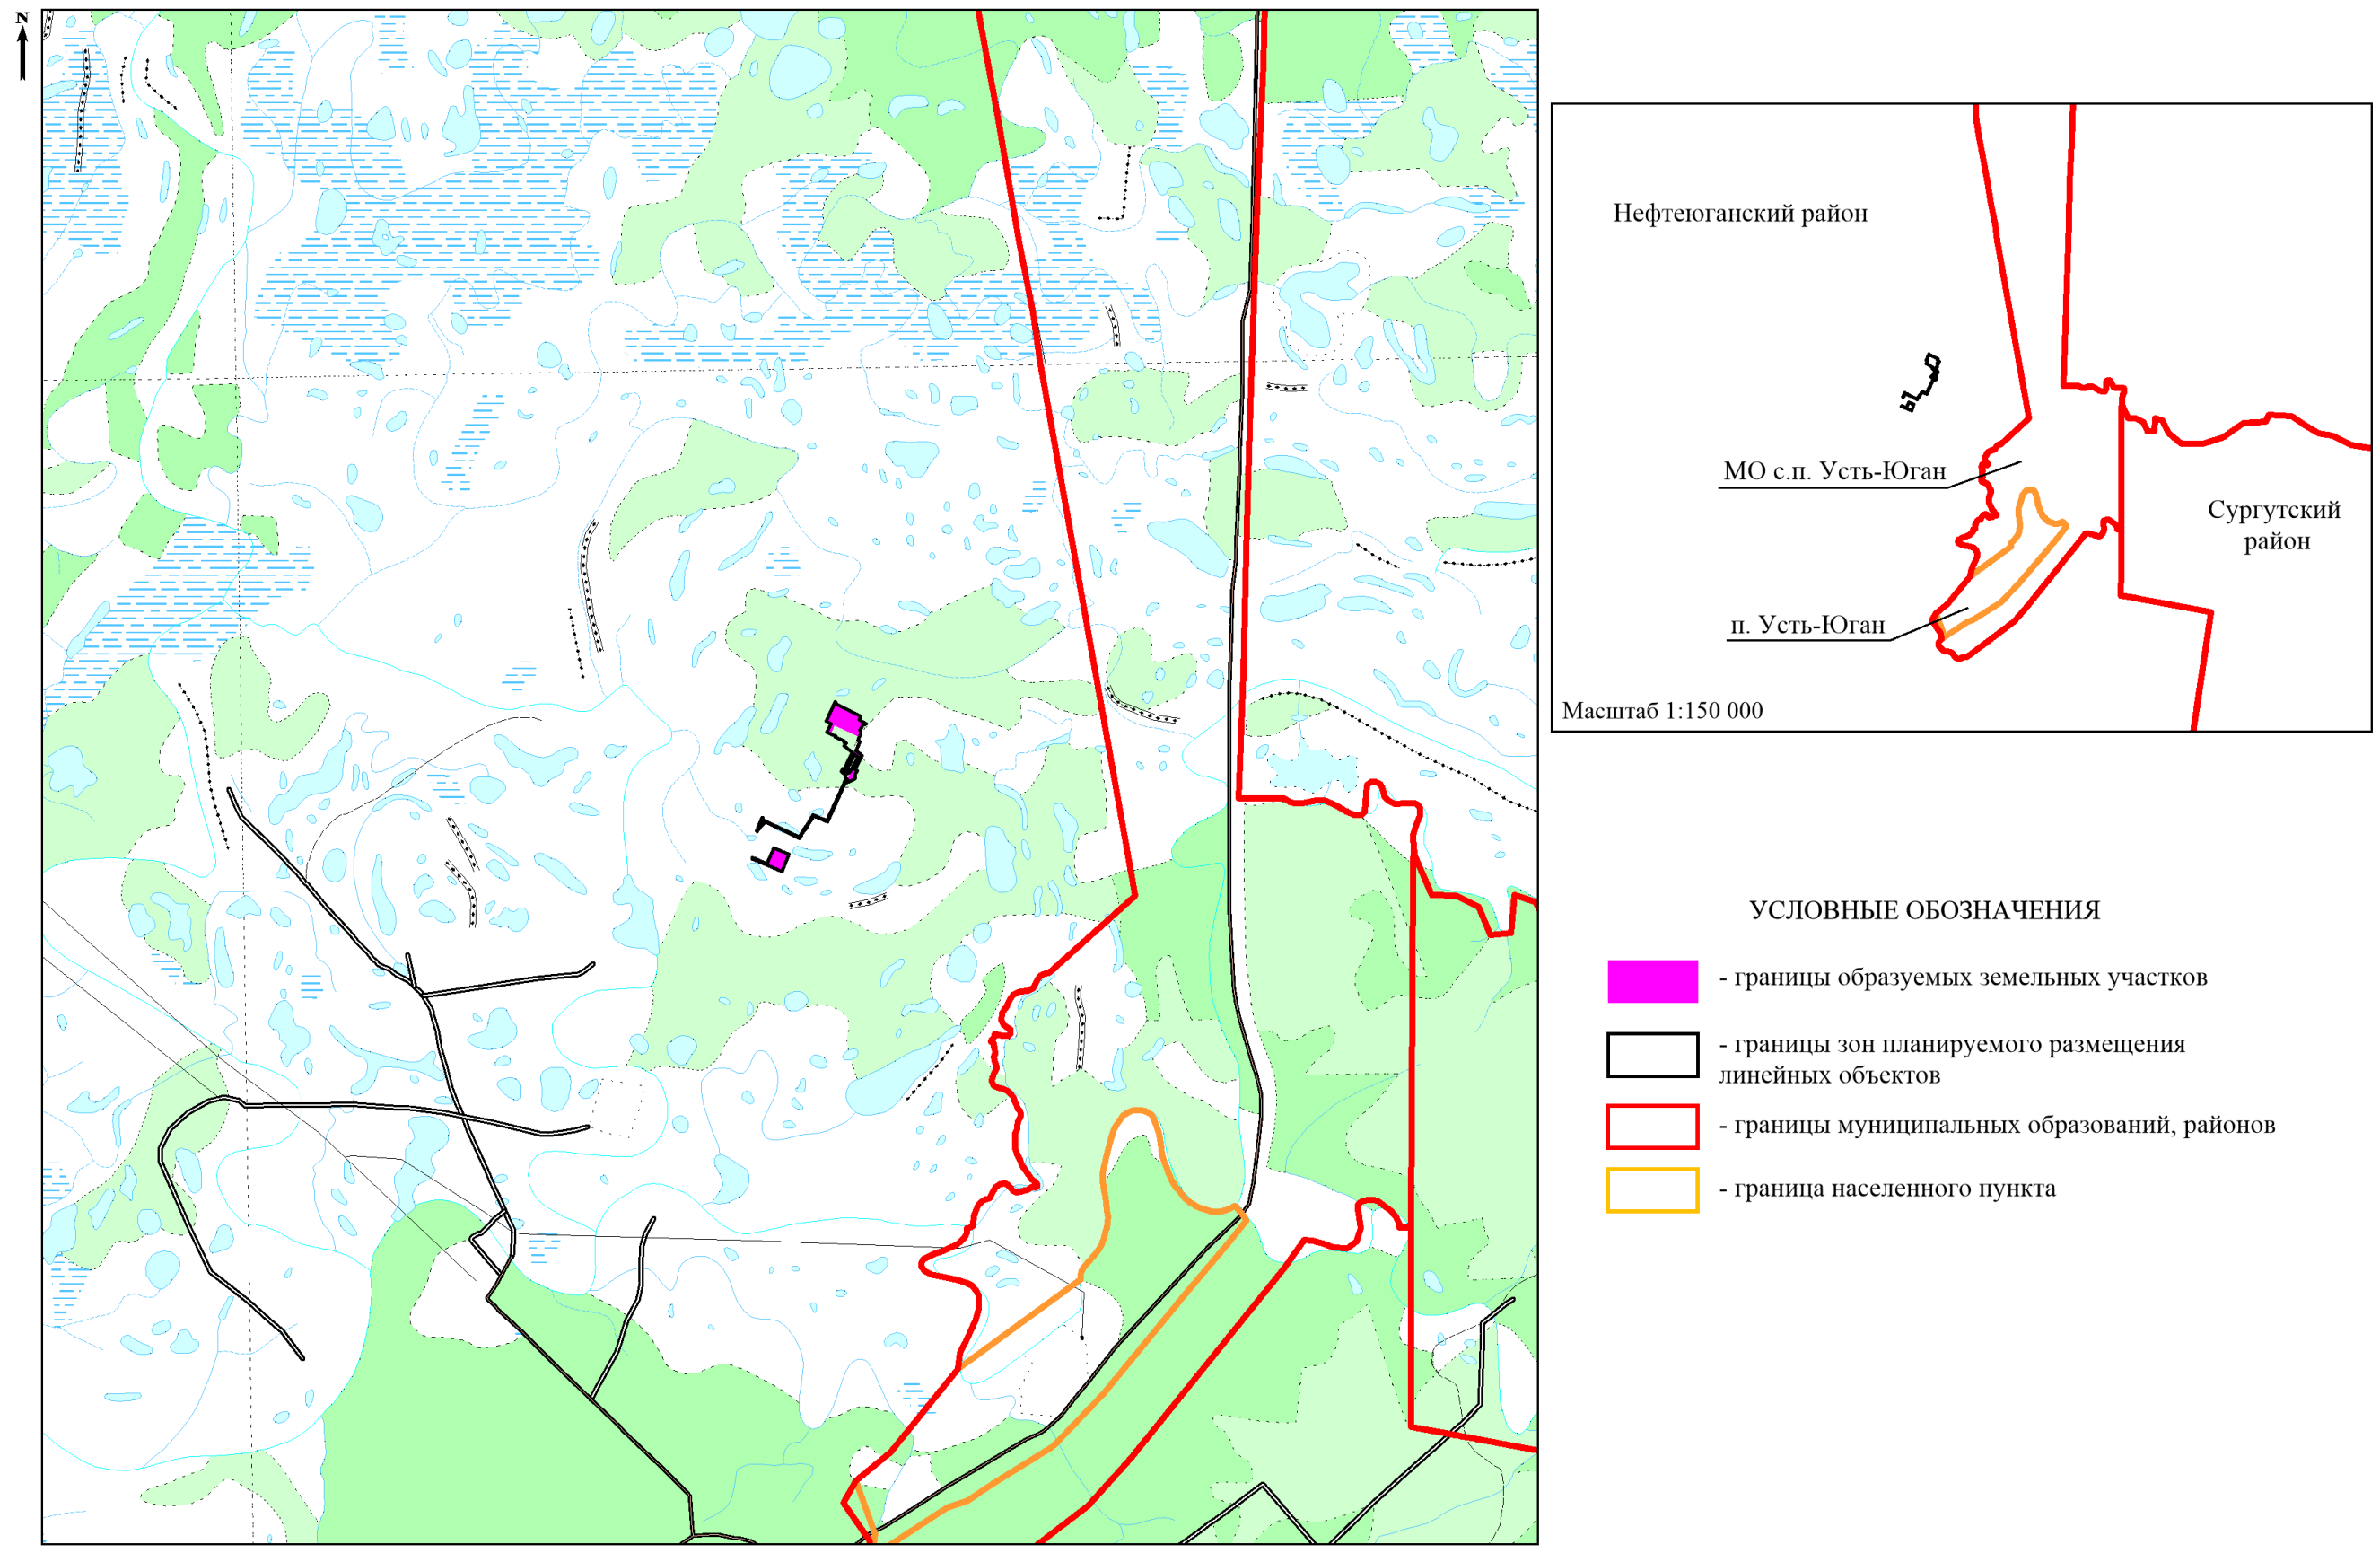 N
Нефтеюганский район
МО с.п. Усть-Юган
Сургутский
район
п. Усть-Юган
Масштаб 1:150 000
УСЛОВНЫЕ ОБОЗНАЧЕНИЯ
- границы образуемых земельных участков
- границы зон планируемого размещения
линейных объектов
- границы муниципальных образований, районов
- граница населенного пункта